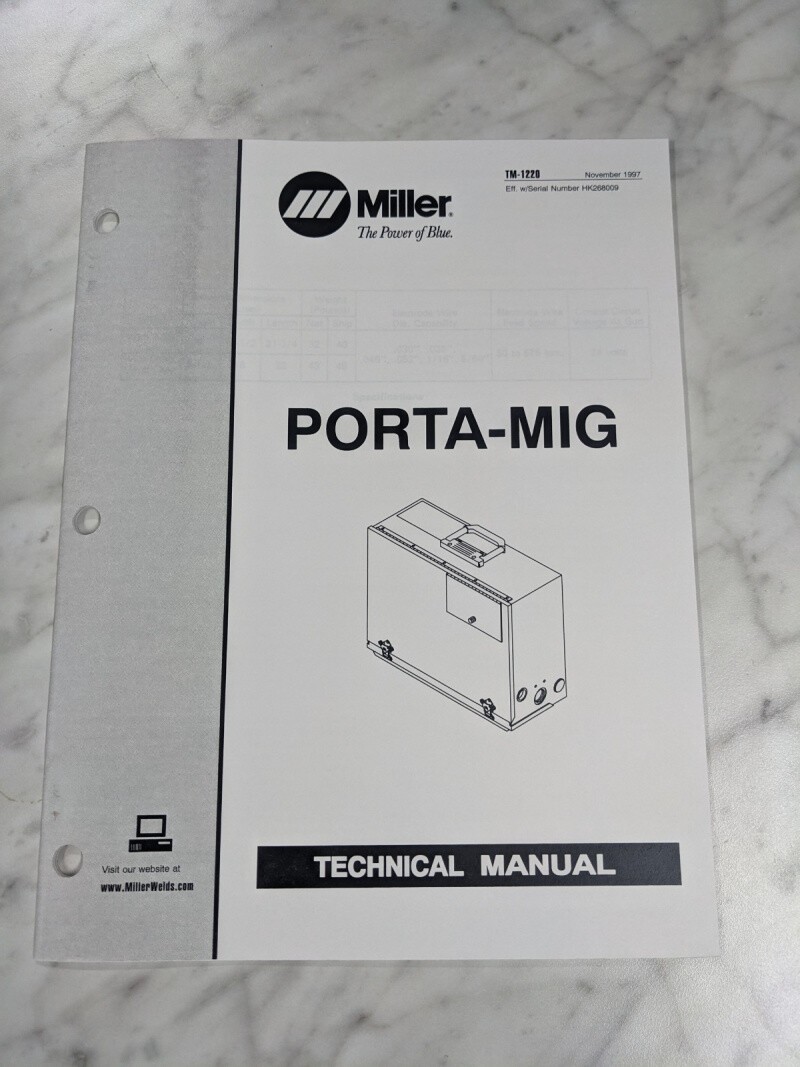 TM-1220 November 1997
Eff. w/Serial Number HK268009
Miller®
The Power of Blue.
PORTA-MIG
TECHNICAL MANUAL
Visit our website at
www.MillerWelds.com